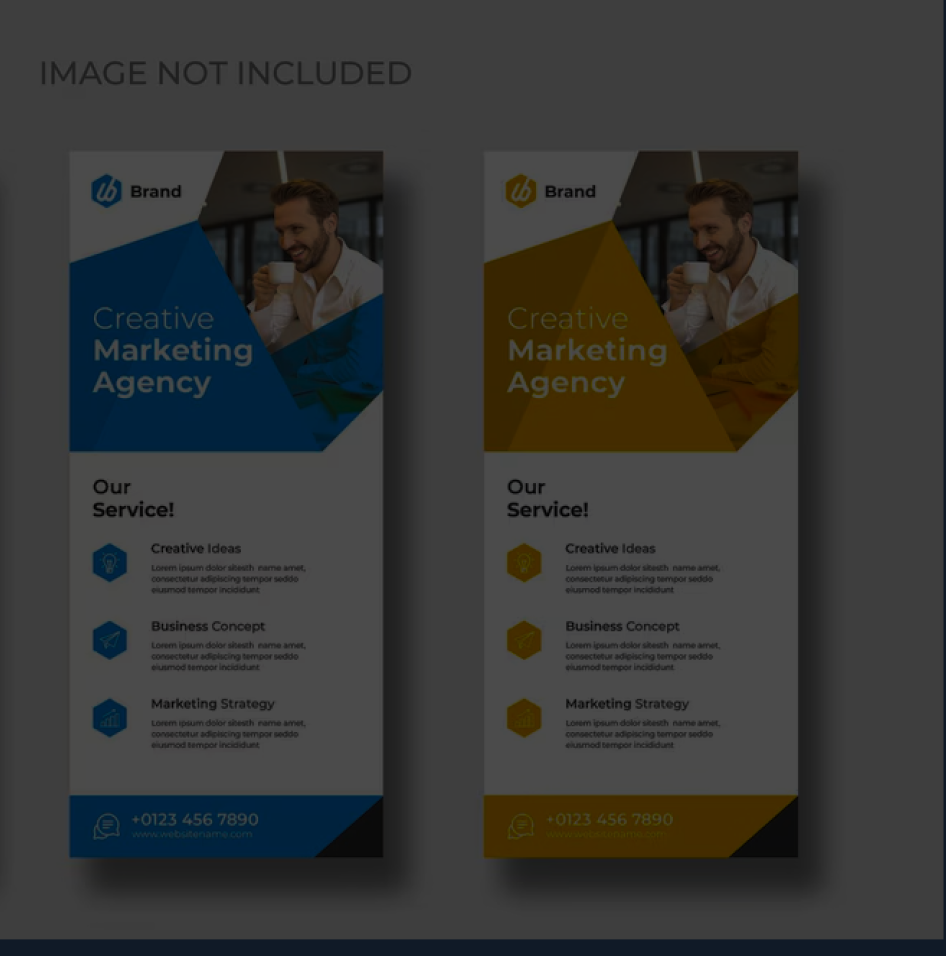 IMAGE NOT INCLUDED
Brand
Creative
Marketing
Agency
Our
Service!
Creative Ideas
Lorem ipsum dolor sitesth name amet,
consectetur adipiscing tempor seddo
eiusmod tempor incididunt
Business Concept
Lorem ipsum dolor sitesth name amet,
consectetur adipiscing tempor seddo
eiusmod tempor incididunt
Marketing Strategy
Lorem ipsum dolor sitesth name amet,
consectetur adipiscing tempor seddo
eiusmod tempor incididunt
+0123 456 7890
www.websitename.com
Brand
Creative
Marketing
Agency
Our
Service!
Creative Ideas
Lorem ipsum dolor sitesth name amet,
consectetur adipiscing tempor seddo
eiusmod tempor incididunt
Business Concept
Lorem ipsum dolor sitesth name amet,
consectetur adipiscing tempor seddo
eiusmod tempor incididunt
Marketing Strategy
Lorem ipsum dolor sitesth name amet,
consectetur adipiscing tempor seddo
eiusmod tempor incididunt
+0123 456 7890
www.websitename.com